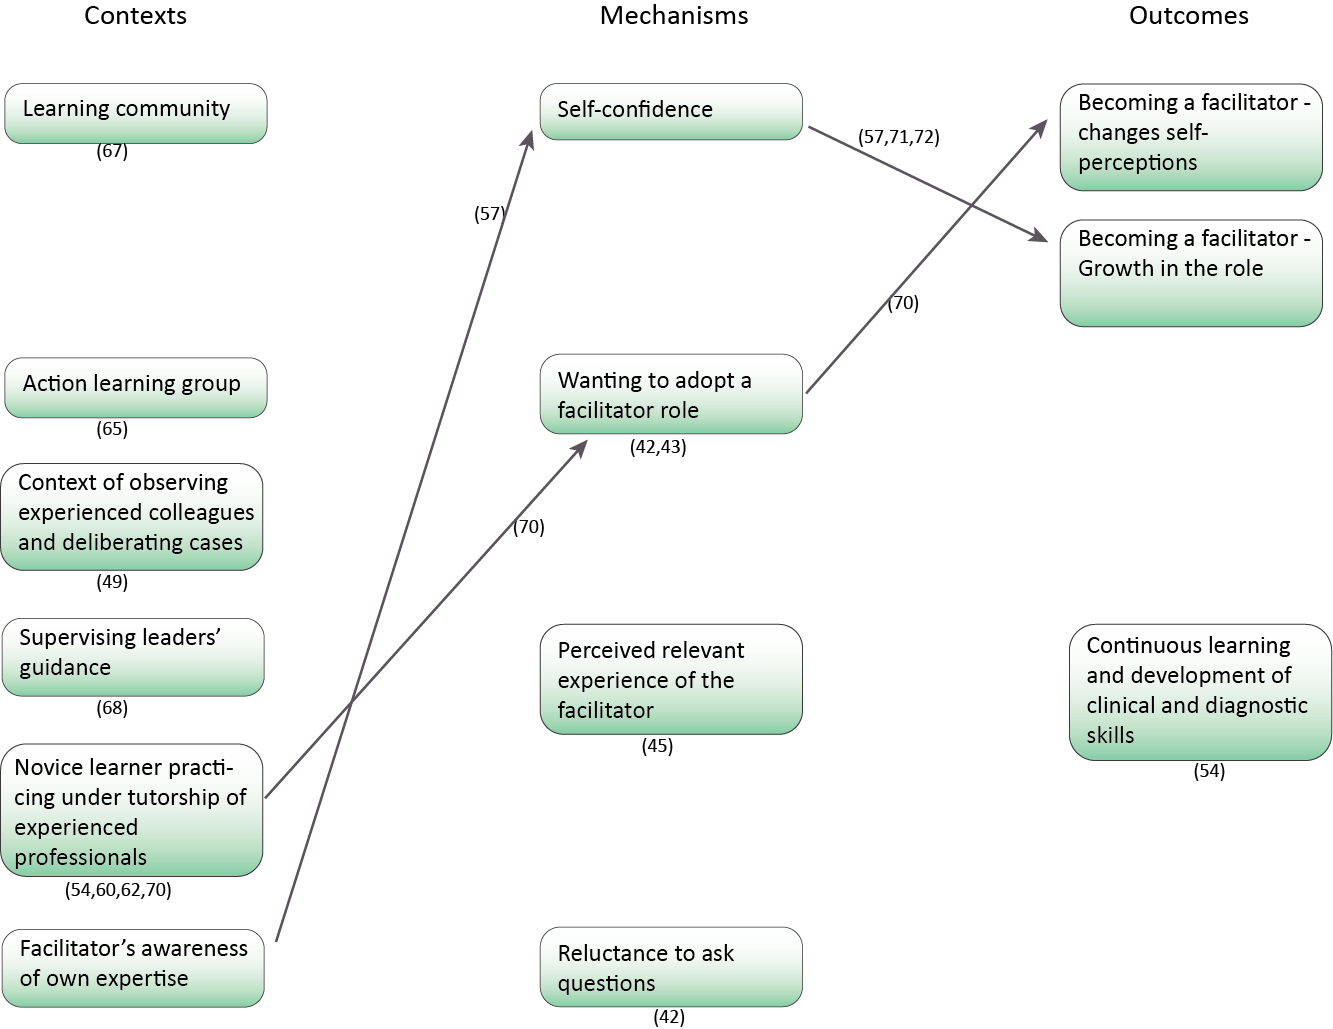 Contexts
Mechanisms
Outcomes
Learning community
(67)
Action learning group
(65)
Context of observing
experienced colleagues
and deliberating cases
(49)
Supervising leaders’
guidance
(68)
Novice learner practi-
cing under tutorship of
experienced
professionals
(54,60,62,70)
Facilitator’s awareness
of own expertise
(57)
(70)
Self-confidence
Wanting to adopt a
facilitator role
(42,43)
Perceived relevant
experience of the
facilitator
(45)
Reluctance to ask
questions
(42)
(57,71,72)
(70)
Becoming a facilitator -
changes self-
perceptions
Becoming a facilitator -
Growth in the role
Continuous learning
and development of
clinical and diagnostic
skills
(54)